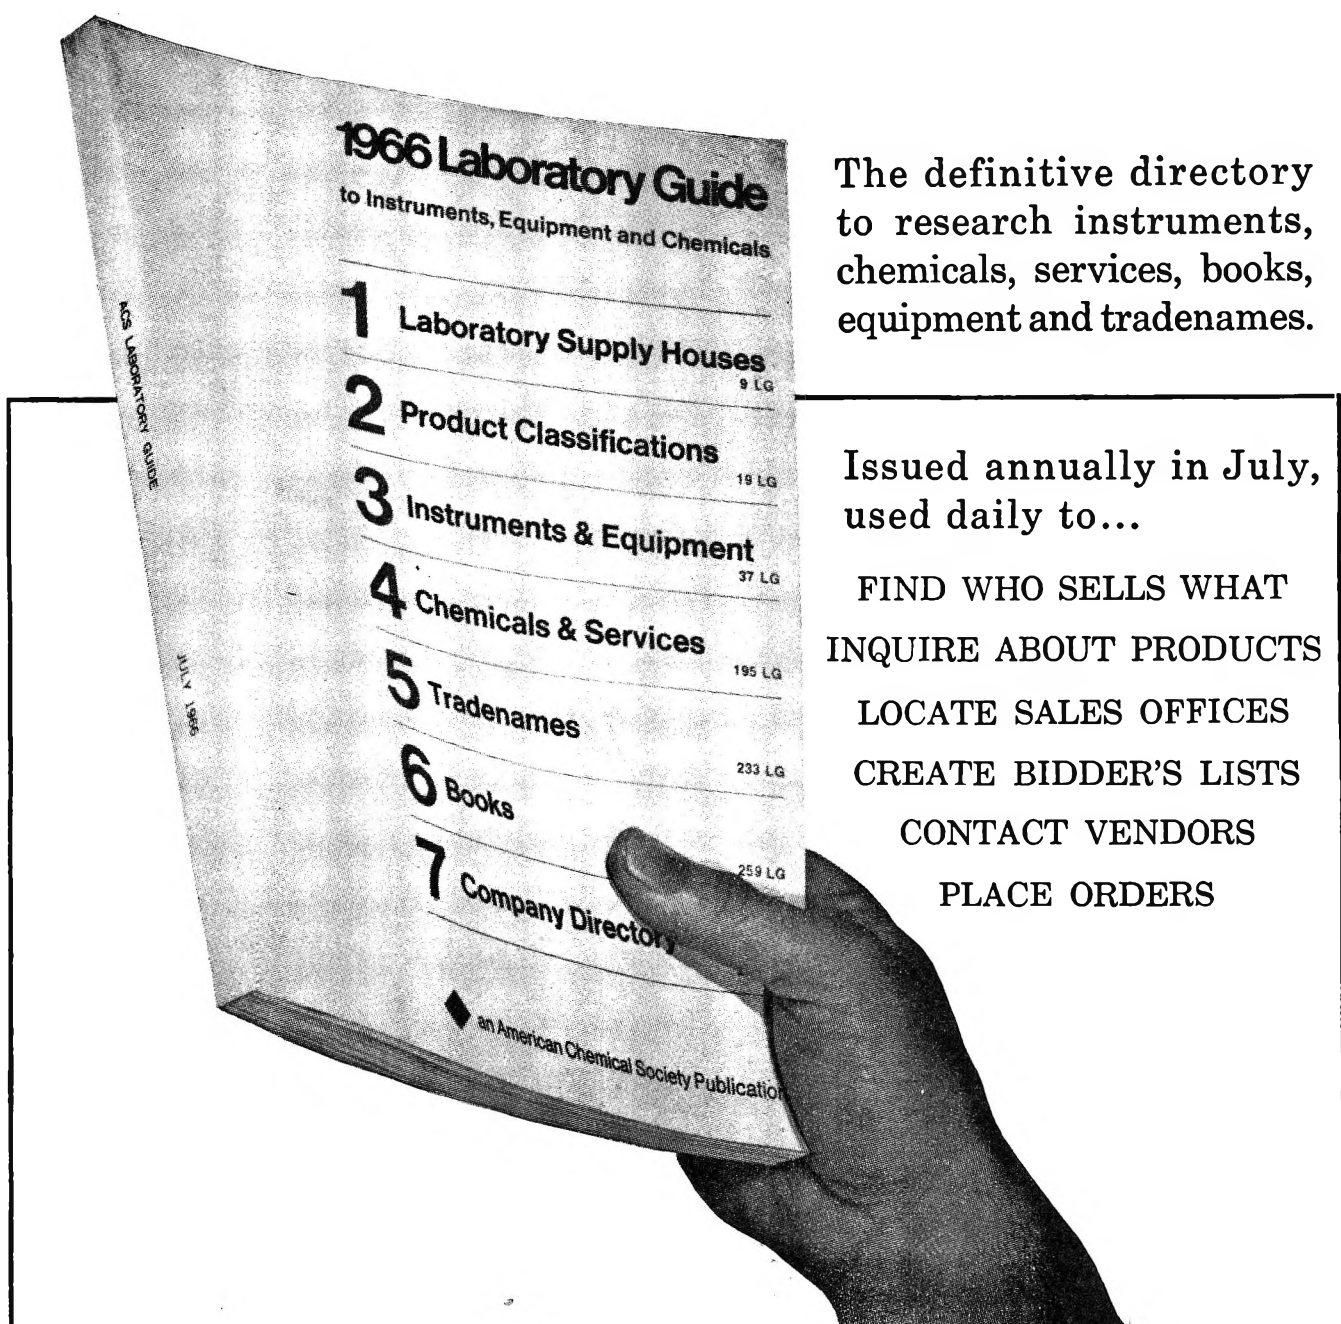 1966 Laboratory Guide
to Instruments, Equipment and Chemicals
1 Laboratory Supply Houses
9 LG
2 Product Classifications
19 LG
3 Instruments & Equipment
37 LG
4 Chemicals & Services
195 LG
5 Tradenames
233 LG
6 Books
259 LG
7 Company Directory
an American Chemical Society Publication
ACS LABORATORY GUIDE
JULY 1966
The definitive directory
to research instruments,
chemicals, services, books,
equipment and tradenames.
Issued annually in July,
used daily to...
FIND WHO SELLS WHAT
INQUIRE ABOUT PRODUCTS
LOCATE SALES OFFICES
CREATE BIDDER'S LISTS
CONTACT VENDORS
PLACE ORDERS